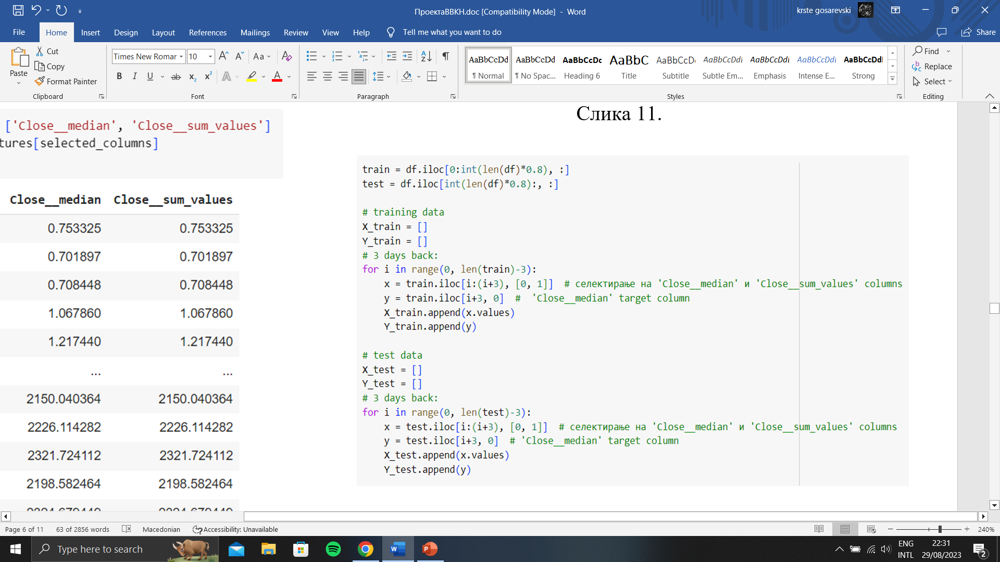 ПроектаВВКН.doc [Compatibility Mode] - Word
krste gosarevski
File
Home
Insert
Design
Layout
References
Mailings
Review
View
Help
Tell me what you want to do
Share
Paste
Cut
Copy
Format Painter
Clipboard
Times New Romar
10
Font
Paragraph
AaBbCcDd
¶ Normal
AaBbCcDd
¶ No Spac...
AaBbCcDc
Heading 6
AaBbC
Title
AaBbCcDc
Subtitle
AaBbCcDdl
Subtle Em...
AaBbCcDdl
Emphasis
AaBbCcDdl
Intense E...
AaBbCcDdl
Strong
Styles
Find
Replace
Select
Editing
['Close__median', 'Close__sum_values']
tures[selected_columns]
Close__median Close__sum_values
0.753325 0.753325
0.701897 0.701897
0.708448 0.708448
1.067860 1.067860
1.217440 1.217440
... ...
2150.040364 2150.040364
2226.114282 2226.114282
2321.724112 2321.724112
2198.582464 2198.582464
Слика 11.
train = df.iloc[0:int(len(df)*0.8), :]
test = df.iloc[int(len(df)*0.8):, :]
# training data
X_train = []
Y_train = []
# 3 days back:
for i in range(0, len(train)-3):
x = train.iloc[i:(i+3), [0, 1]] # селектирање на 'Close__median' и 'Close__sum_values' columns
y = train.iloc[i+3, 0] # 'Close__median' target column
X_train.append(x.values)
Y_train.append(y)
# test data
X_test = []
Y_test = []
# 3 days back:
for i in range(0, len(test)-3):
x = test.iloc[i:(i+3), [0, 1]] # селектирање на 'Close__median' и 'Close__sum_values' columns
y = test.iloc[i+3, 0] # 'Close__median' target column
X_test.append(x.values)
Y_test.append(y)
Page 6 of 11
63 of 2856 words
Macedonian
Accessibility: Unavailable
240%
Type here to search
ENG
INTL
22:31
29/08/2023
2